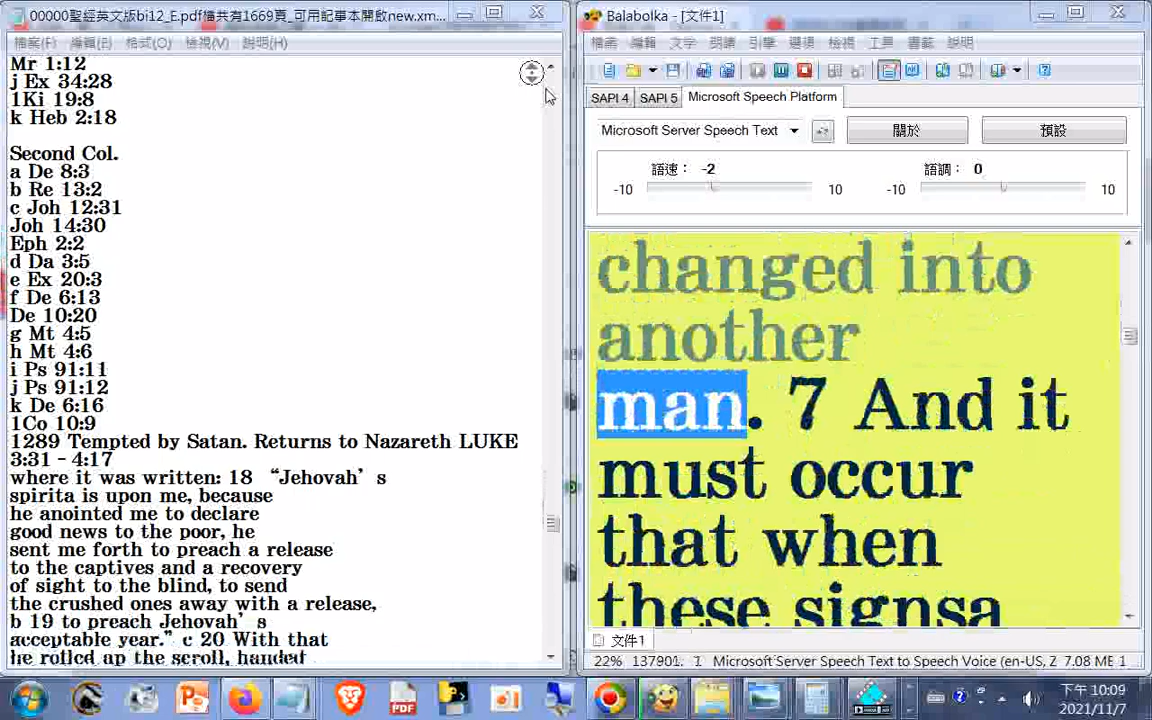 00000聖經英文版bi12_E.pdf檔共有1669頁_可用記事本開啟new.xm...
檔案(F) 編輯(E) 格式(O) 檢視(V) 說明(H)
Mr 1:12
j Ex 34:28
1Ki 19:8
k Heb 2:18
Second Col.
a De 8:3
b Re 13:2
c Joh 12:31
Joh 14:30
Eph 2:2
d Da 3:5
e Ex 20:3
f De 6:13
De 10:20
g Mt 4:5
h Mt 4:6
i Ps 91:11
j Ps 91:12
k De 6:16
1Co 10:9
1289 Tempted by Satan. Returns to Nazareth LUKE
3:31 – 4:17
where it was written: 18 “Jehovah’s
spirita is upon me, because
he anointed me to declare
good news to the poor, he
sent me forth to preach a release
to the captives and a recovery
of sight to the blind, to send
the crushed ones away with a release,
b 19 to preach Jehovah’s
acceptable year.” c 20 With that
he rolled up the scroll, handed
Balabolka - [文件1]
檔案 編輯 文字 朗讀 引擎 選項 檢視 工具 書籤 說明
SAPI 4 SAPI 5 Microsoft Speech Platform
Microsoft Server Speech Text 關於 預設
語速： -2 語調： 0
-10 10 -10 10
changed into
another
man. 7 And it
must occur
that when
these signsa
文件1
22% 137901: 1 Microsoft Server Speech Text to Speech Voice (en-US, Z 7.08 ME 1
PDF
下午 10:09
2021/11/7